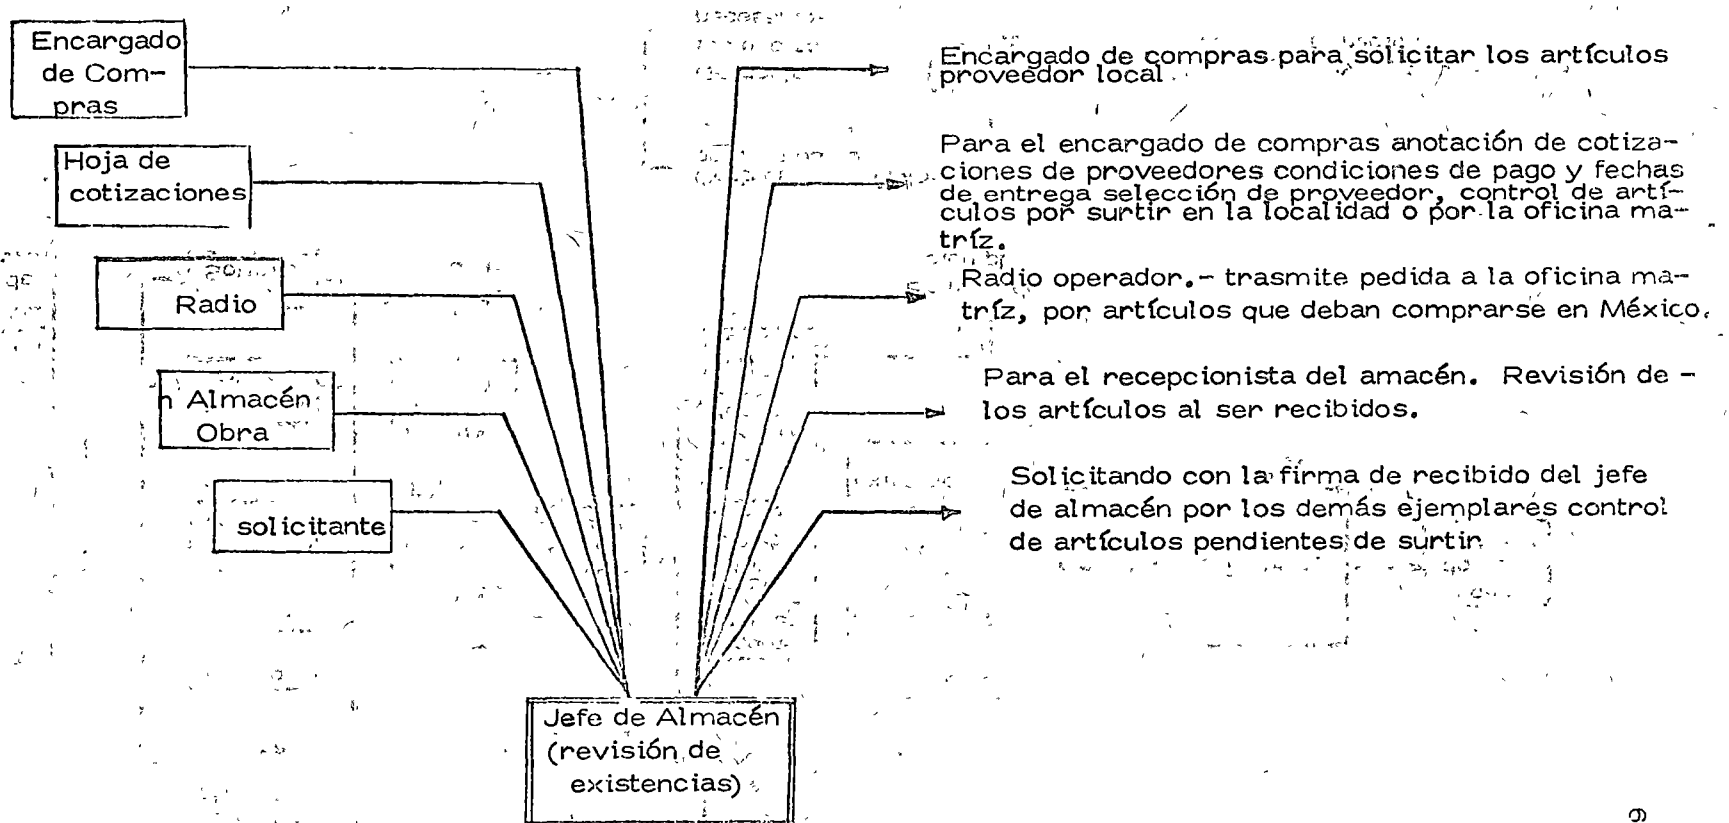 Encargado
de Com-
pras
Encargado de compras para solicitar los artículos
proveedor local
Hoja de
cotizaciones
Para el encargado de compras anotación de cotiza-
ciones de proveedores condiciones de pago y fechas
de entrega selección de proveedor, control de artí-
culos por surtir en la localidad o por la oficina ma-
tríz.
Radio
Radio operador.- trasmite pedida a la oficina ma-
tríz, por artículos que deban comprarse en México.
n Almacén
Obra
Para el recepcionista del amacén. Revisión de -
los artículos al ser recibidos.
solicitante
Solicitando con la firma de recibido del jefe
de almacén por los demás ejemplares control
de artículos pendientes de surtir
Jefe de Almacén
(revisión de
existencias)